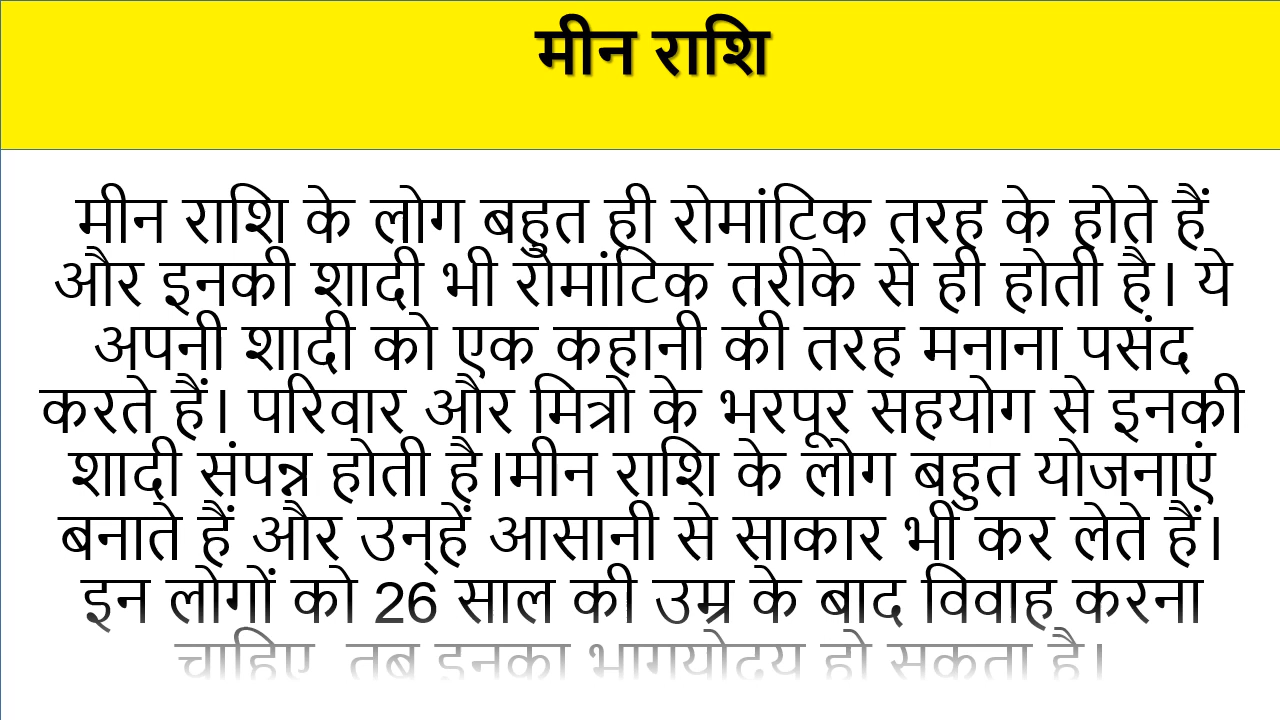 मीन राशि
मीन राशि के लोग बहुत ही रोमांटिक तरह के होते हैं
और इनकी शादी भी रोमांटिक तरीके से ही होती है। ये
अपनी शादी को एक कहानी की तरह मनाना पसंद
करते हैं। परिवार और मित्रो के भरपूर सहयोग से इनकी
शादी संपन्न होती है।मीन राशि के लोग बहुत योजनाएं
बनाते हैं और उन्हें आसानी से साकार भी कर लेते हैं।
इन लोगों को 26 साल की उम्र के बाद विवाह करना
चाहिए, तब इनका भाग्योदय हो सकता है।